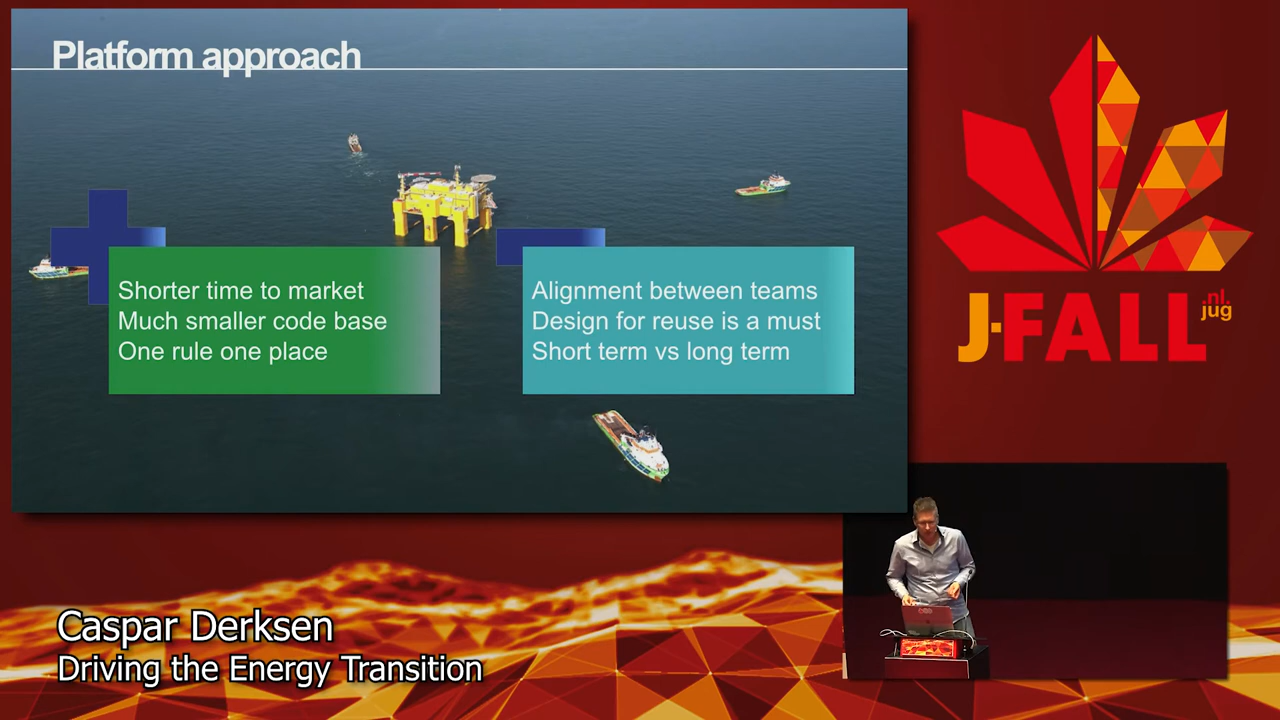 Platform approach
Shorter time to market
Much smaller code base
One rule one place
Alignment between teams
Design for reuse is a must
Short term vs long term
J-FALL
.nl
jug
Caspar Derksen
Driving the Energy Transition